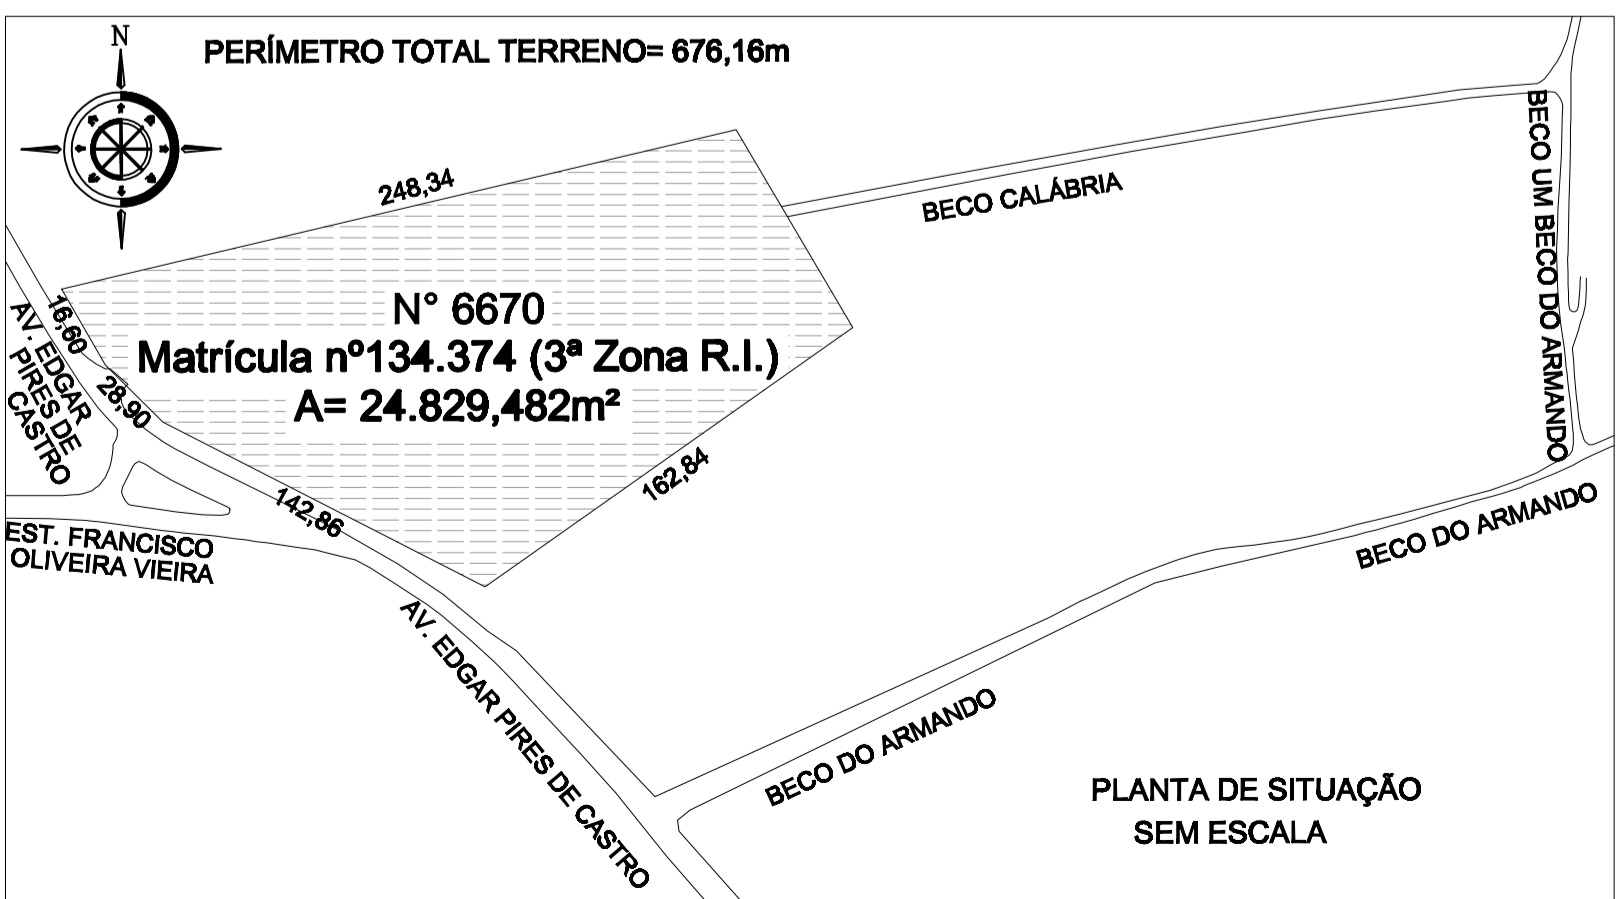 N
PERÍMETRO TOTAL TERRENO= 676,16m
248,34
BECO CALÁBRIA
BECO UM BECO DO ARMANDO
16,60
28,90
AV. EDGAR
PIRES DE
CASTRO
N° 6670
Matrícula nº134.374 (3ª Zona R.I.)
A= 24.829,482m²
162,84
142,86
EST. FRANCISCO
OLIVEIRA VIEIRA
BECO DO ARMANDO
AV. EDGAR PIRES DE CASTRO
BECO DO ARMANDO
PLANTA DE SITUAÇÃO
SEM ESCALA